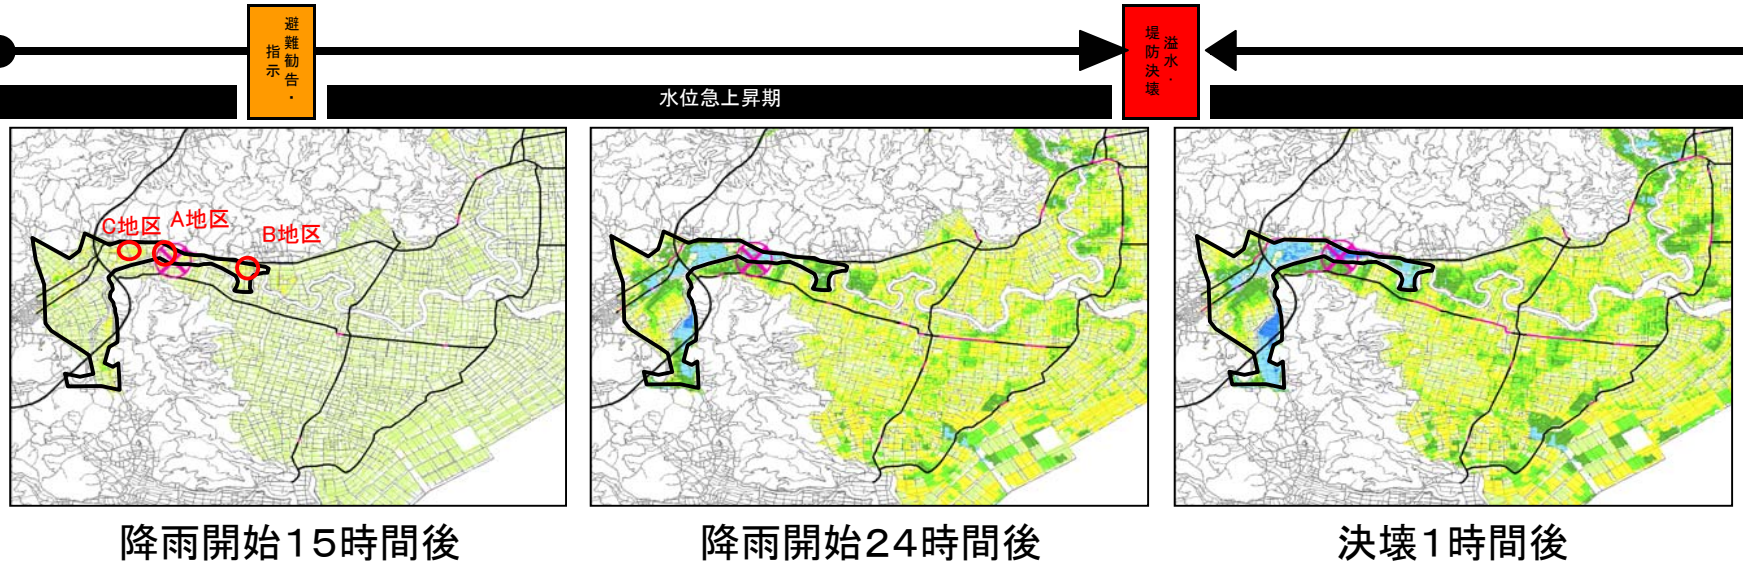 避難勧告・
指示
溢水・
堤防決壊
水位急上昇期
C地区
A地区
B地区
降雨開始15時間後
降雨開始24時間後
決壊1時間後